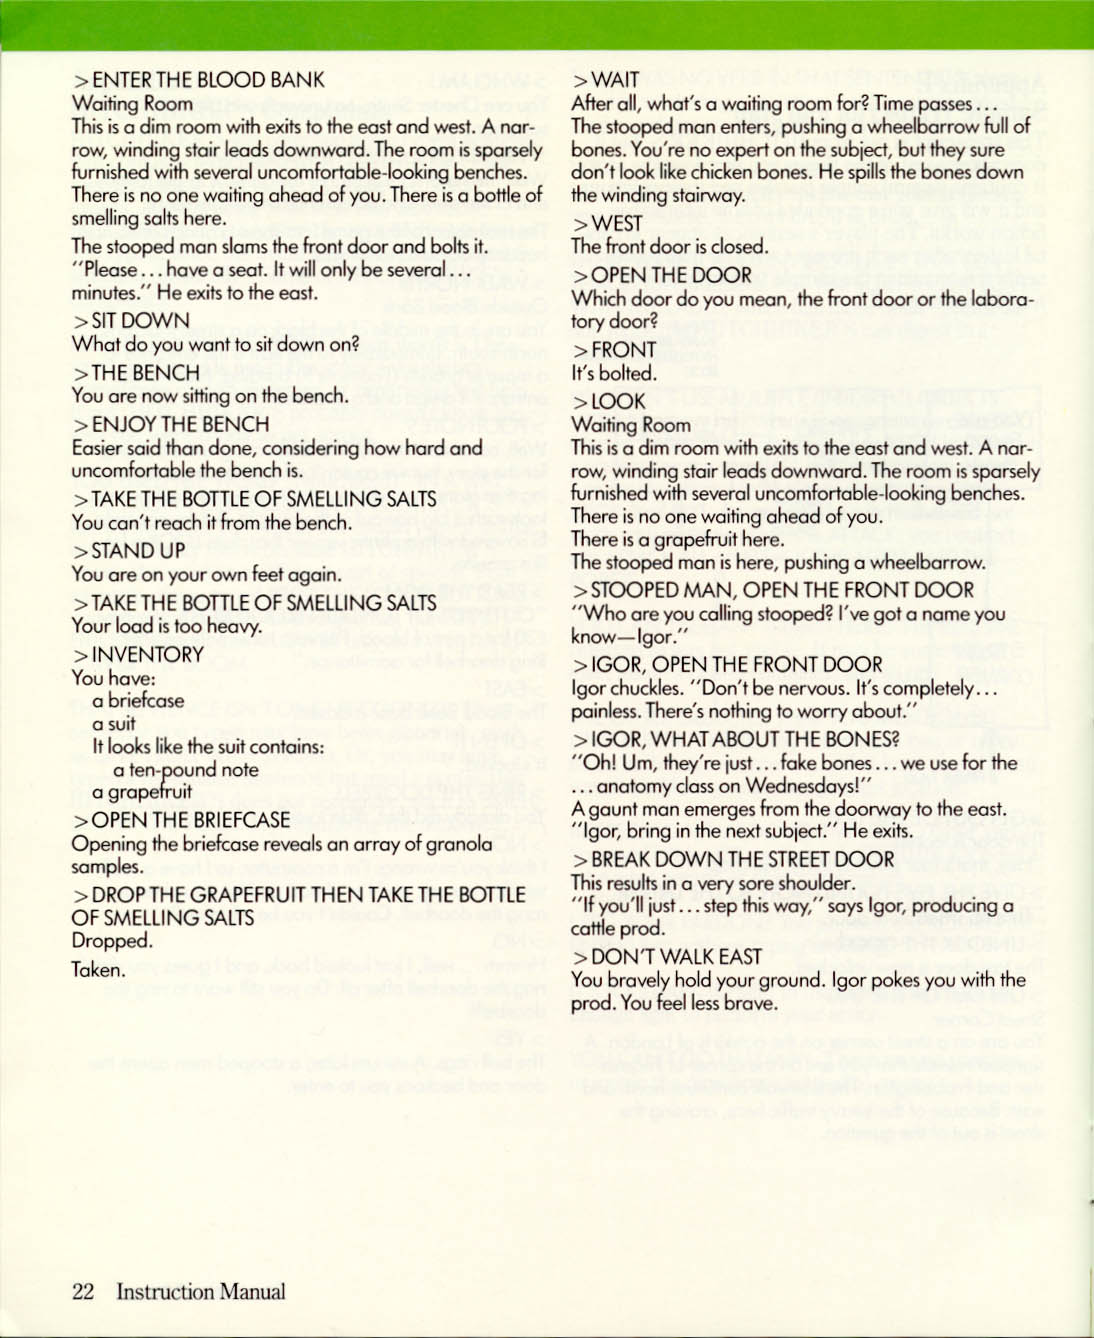 >ENTER THE BLOOD BANK
Waiting Room
This is a dim room with exits to the east and west. A nar-
row, winding stair leads downward. The room is sparsely
furnished with several uncomfortable-looking benches.
There is no one waiting ahead of you. There is a bottle of
smelling salts here.
The stooped man slams the front door and bolts it.
"Please...have a seat. It will only be several...
minutes." He exits to the east.
>SIT DOWN
What do you want to sit down on?
>THE BENCH
You are now sitting on the bench.
>ENJOY THE BENCH
Easier said than done, considering how hard and
uncomfortable the bench is.
>TAKE THE BOTTLE OF SMELLING SALTS
You can't reach it from the bench.
>STAND UP
You are on your own feet again.
>TAKE THE BOTTLE OF SMELLING SALTS
Your load is too heavy.
>INVENTORY
You have:
a briefcase
a suit
It looks like the suit contains:
a ten-pound note
a grapefruit
>OPEN THE BRIEFCASE
Opening the briefcase reveals an array of granola
samples.
>DROP THE GRAPEFRUIT THEN TAKE THE BOTTLE
OF SMELLING SALTS
Dropped.
Taken.
>WAIT
After all, what's a waiting room for? Time passes...
The stooped man enters, pushing a wheelbarrow full of
bones. You're no expert on the subject, but they sure
don't look like chicken bones. He spills the bones down
the winding stairway.
>WEST
The front door is closed.
>OPEN THE DOOR
Which door do you mean, the front door or the labora-
tory door?
>FRONT
It's bolted.
>LOOK
Waiting Room
This is a dim room with exits to the east and west. A nar-
row, winding stair leads downward. The room is sparsely
furnished with several uncomfortable-looking benches.
There is no one waiting ahead of you.
There is a grapefruit here.
The stooped man is here, pushing a wheelbarrow.
>STOOPED MAN, OPEN THE FRONT DOOR
"Who are you calling stooped? I've got a name you
know—Igor."
>IGOR, OPEN THE FRONT DOOR
Igor chuckles. "Don't be nervous. It's completely...
painless. There's nothing to worry about."
>IGOR, WHAT ABOUT THE BONES?
"Oh! Um, they're just...fake bones...we use for the
...anatomy class on Wednesdays!"
A gaunt man emerges from the doorway to the east.
"Igor, bring in the next subject." He exits.
>BREAK DOWN THE STREET DOOR
This results in a very sore shoulder.
"If you'll just...step this way," says Igor, producing a
cattle prod.
>DON'T WALK EAST
You bravely hold your ground. Igor pokes you with the
prod. You feel less brave.
22 Instruction Manual